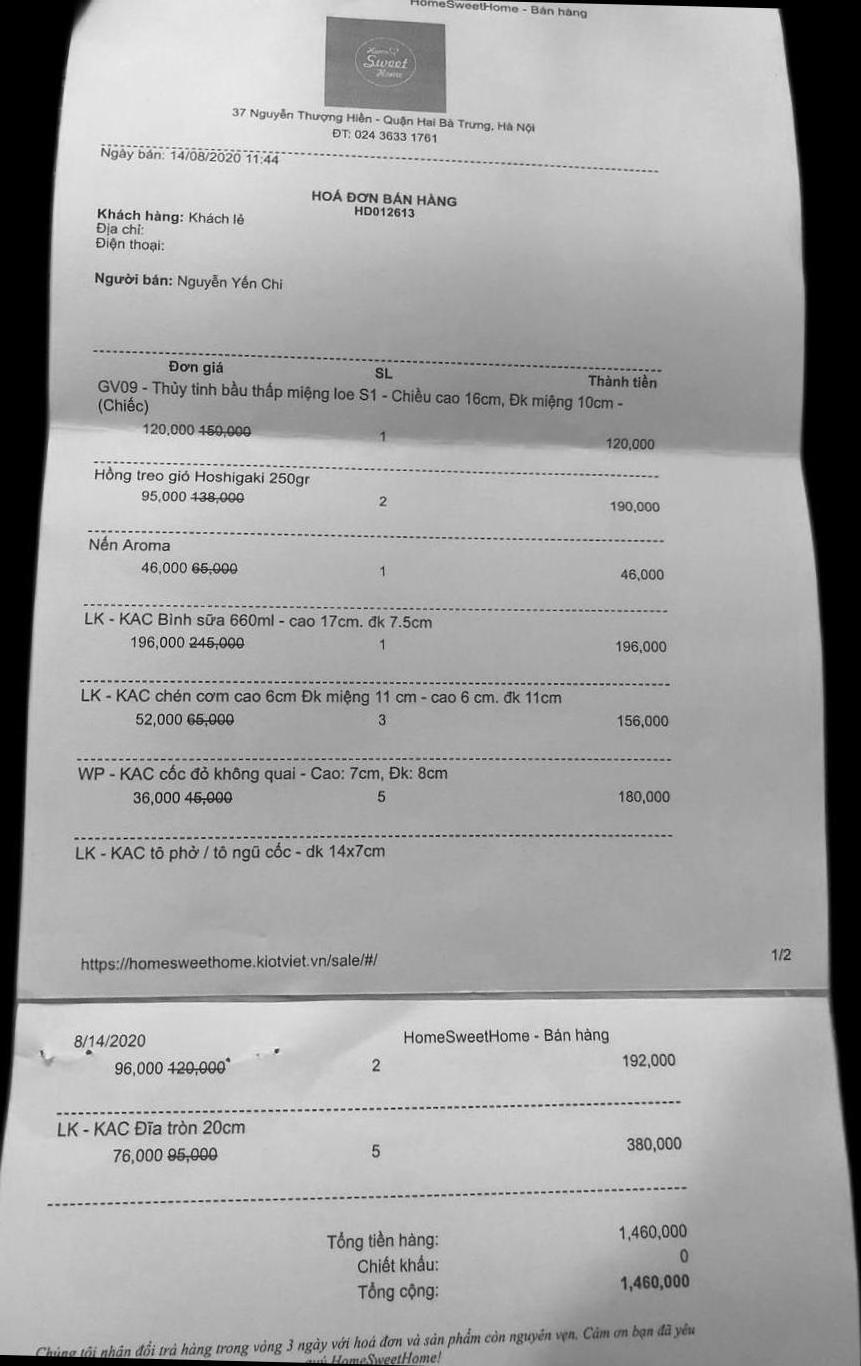 HomeSweetHome - Bán hàng
Home
Sweet
Home
37 Nguyễn Thượng Hiền - Quận Hai Bà Trưng, Hà Nội
ĐT: 024 3633 1761
Ngày bán: 14/08/2020 11:44
HOÁ ĐƠN BÁN HÀNG
HD012613
Khách hàng: Khách lẻ
Địa chỉ:
Điện thoại:
Người bán: Nguyễn Yến Chi
Đơn giá SL Thành tiền
GV09 - Thủy tinh bầu thấp miệng loe S1 - Chiều cao 16cm, Đk miệng 10cm -
(Chiếc)
120,000 150,000 1 120,000
Hồng treo gió Hoshigaki 250gr
95,000 138,000 2 190,000
Nến Aroma
46,000 65,000 1 46,000
LK - KAC Bình sữa 660ml - cao 17cm. đk 7.5cm
196,000 245,000 1 196,000
LK - KAC chén cơm cao 6cm Đk miệng 11 cm - cao 6 cm. đk 11cm
52,000 65,000 3 156,000
WP - KAC cốc đỏ không quai - Cao: 7cm, Đk: 8cm
36,000 45,000 5 180,000
LK - KAC tô phở / tô ngũ cốc - dk 14x7cm
https://homesweethome.kiotviet.vn/sale/#/ 1/2
8/14/2020 HomeSweetHome - Bán hàng
96,000 120,000 2 192,000
LK - KAC Đĩa tròn 20cm
76,000 95,000 5 380,000
Tổng tiền hàng: 1,460,000
Chiết khấu: 0
Tổng cộng: 1,460,000
Chúng tôi nhận đổi trả hàng trong vòng 3 ngày với hoá đơn và sản phẩm còn nguyên vẹn. Cảm ơn bạn đã yêu
quý HomeSweetHome!